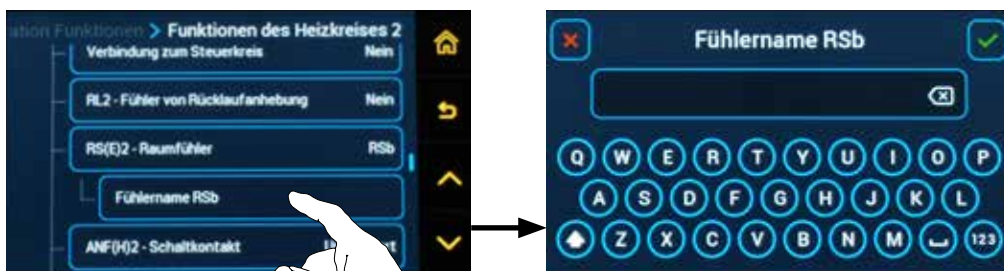 Funktionen > Funktionen des Heizkreises 2
Verbindung zum Steuerkreis Nein
RL2 - Fühler von Rücklaufanhebung Nein
RS(E)2 - Raumfühler RSb
Fühlername RSb
ANF(H)2 - Schaltkontakt
Fühlername RSb
Q W E R T Y U I O P
A S D F G H J K L
Z X C V B N M 123